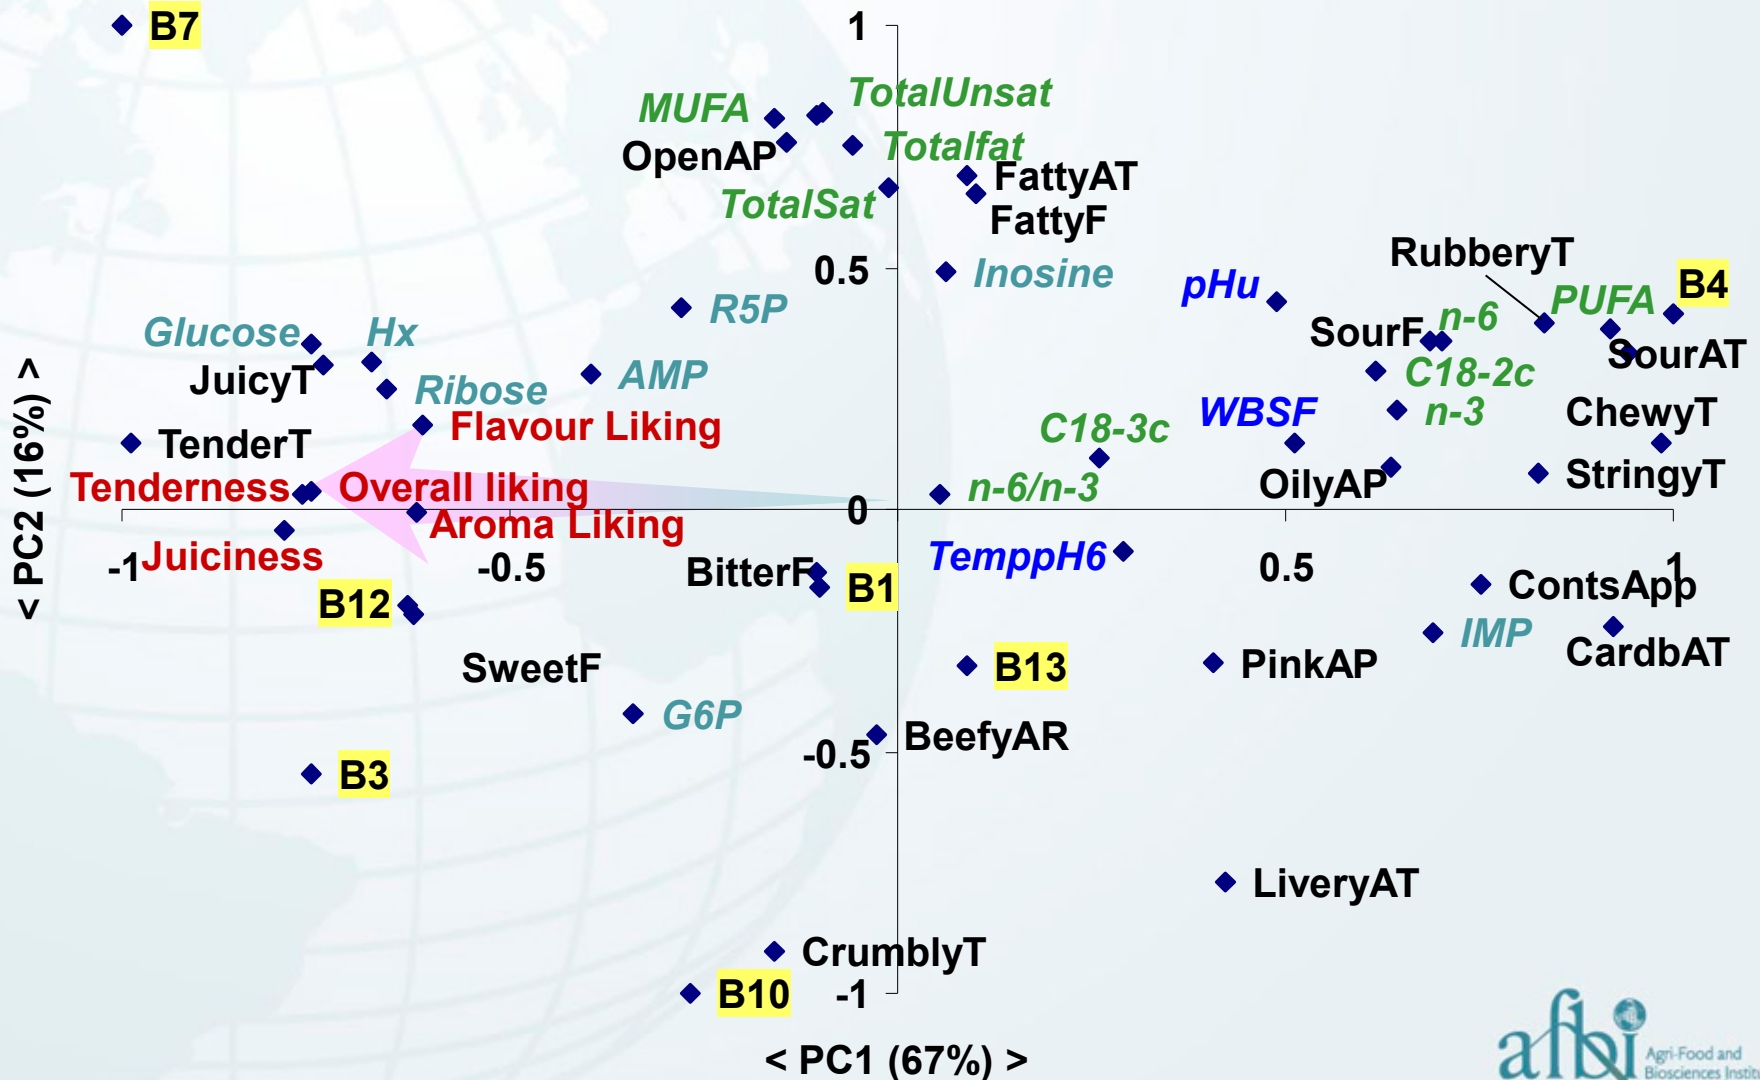 B7
1
MUFA
TotalUnsat
OpenAP
Totalfat
FattyAT
TotalSat
FattyF
RubberyT
0.5
Inosine
pHu
B4
R5P
PUFA
Glucose
Hx
SourF
n-6
SourAT
JuicyT
Ribose
AMP
C18-2c
Flavour Liking
C18-3c
WBSF
n-3
ChewyT
TenderT
Tenderness
Overall liking
n-6/n-3
OilyAP
StringyT
0
Aroma Liking
-1
Juiciness
-0.5
BitterF
B1
TemppH6
0.5
1
ContsApp
B12
IMP
SweetF
B13
PinkAP
CardbAT
G6P
BeefyAR
-0.5
B3
LiveryAT
CrumblyT
B10
-1
< PC2 (16%) >
< PC1 (67%) >
afbi
Agri-Food and
Biosciences Instit